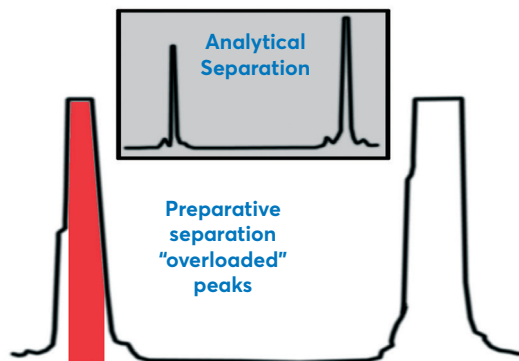 Analytical
Separation
Preparative
separation
“overloaded”
peaks